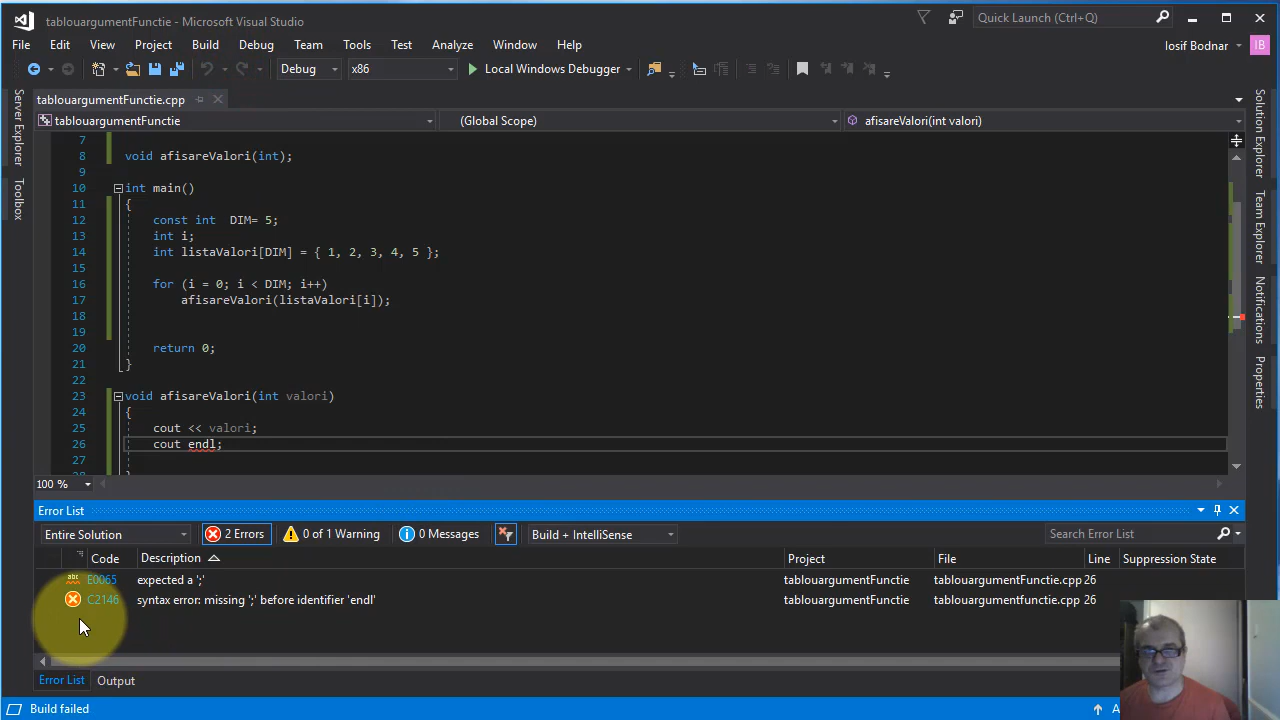 tablouargumentFunctie - Microsoft Visual Studio
Quick Launch (Ctrl+Q)
File Edit View Project Build Debug Team Tools Test Analyze Window Help
Iosif Bodnar IB
Debug x86 Local Windows Debugger
tablouargumentFunctie.cpp
tablouargumentFunctie (Global Scope) afisareValori(int valori)
Server Explorer
Toolbox
Solution Explorer
Team Explorer
Notifications
Properties
7
8 void afisareValori(int);
9
10 int main()
11 {
12 const int  DIM= 5;
13 int i;
14 int listaValori[DIM] = { 1, 2, 3, 4, 5 };
15
16 for (i = 0; i < DIM; i++)
17 afisareValori(listaValori[i]);
18
19
20 return 0;
21 }
22
23 void afisareValori(int valori)
24 {
25 cout << valori;
26 cout endl;
27
100 %
Error List
Entire Solution 2 Errors 0 of 1 Warning 0 Messages Build + IntelliSense Search Error List
Code Description Project File Line Suppression State
abc E0065 expected a ';' tablouargumentFunctie tablouargumentFunctie.cpp 26
C2146 syntax error: missing ';' before identifier 'endl' tablouargumentFunctie tablouargumentfunctie.cpp 26
Error List Output
Build failed